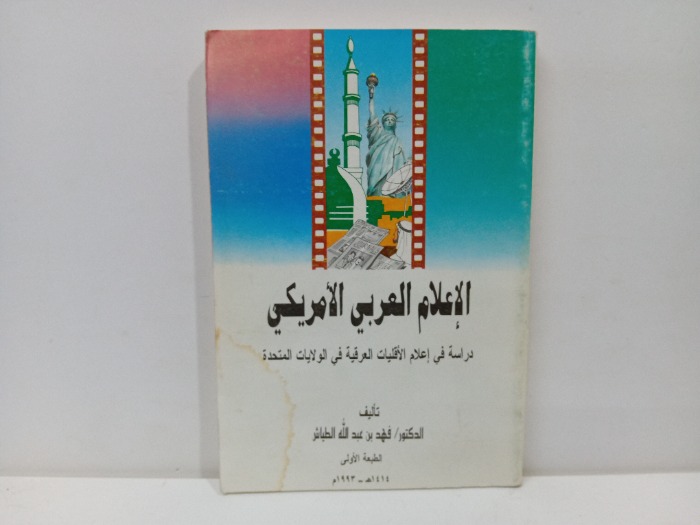 الإعلام العربي الأمريكي
دراسة في إعلام الأقليات العرقية في الولايات المتحدة
تأليف
الدكتور/ فهد بن عبد الله الطياش
الطبعة الأولى
١٤١٤هـ - ١٩٩٣م